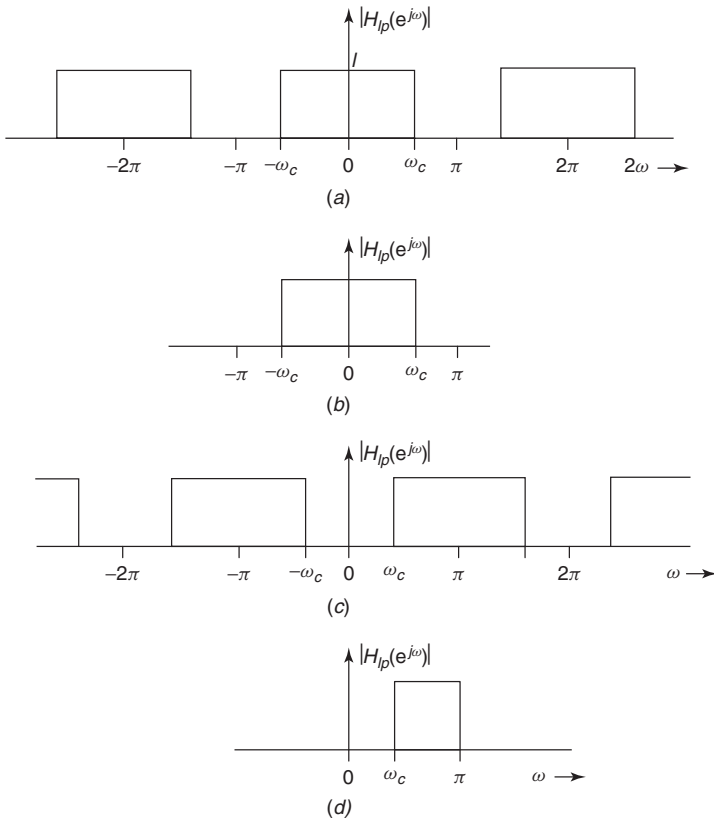 |H_lp(e^jω)|
I
−2π −π −ω_c 0 ω_c π 2π 2ω
(a)
|H_lp(e^jω)|
−π −ω_c 0 ω_c π
(b)
|H_lp(e^jω)|
−2π −π −ω_c 0 ω_c π 2π ω
(c)
|H_lp(e^jω)|
0 ω_c π ω
(d)